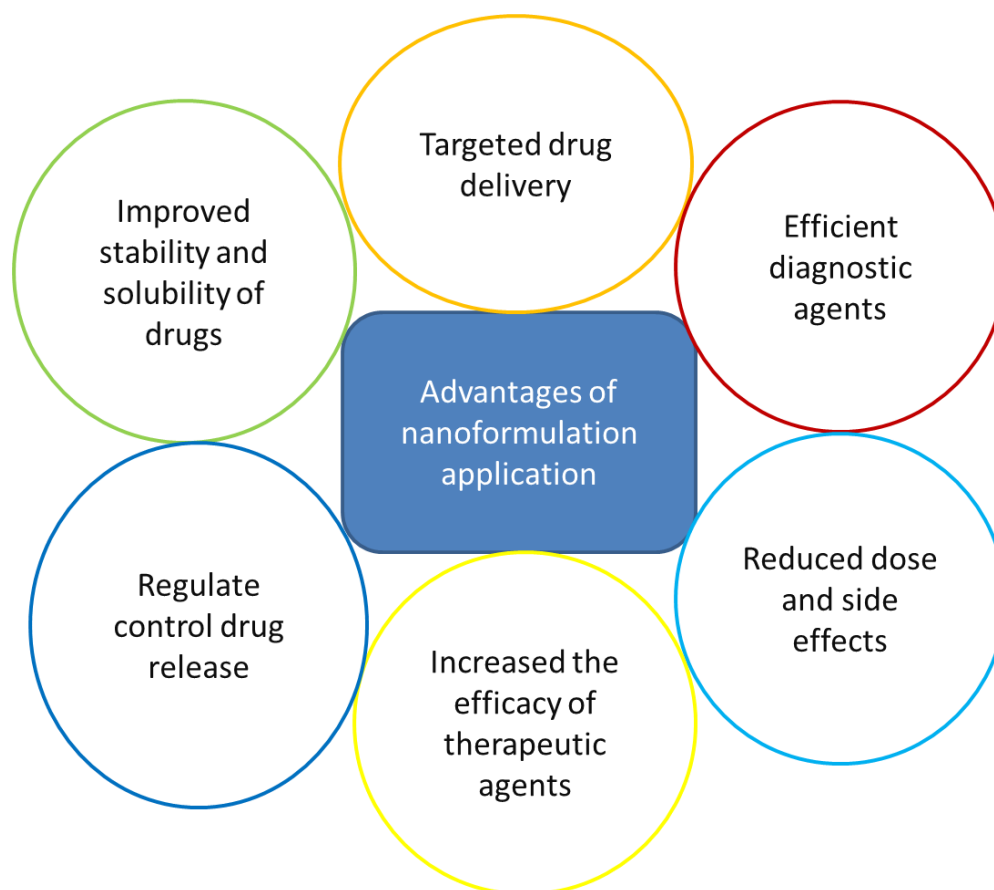 Targeted drug
delivery
Improved
stability and
solubility of
drugs
Efficient
diagnostic
agents
Advantages of
nanoformulation
application
Regulate
control drug
release
Reduced dose
and side
effects
Increased the
efficacy of
therapeutic
agents